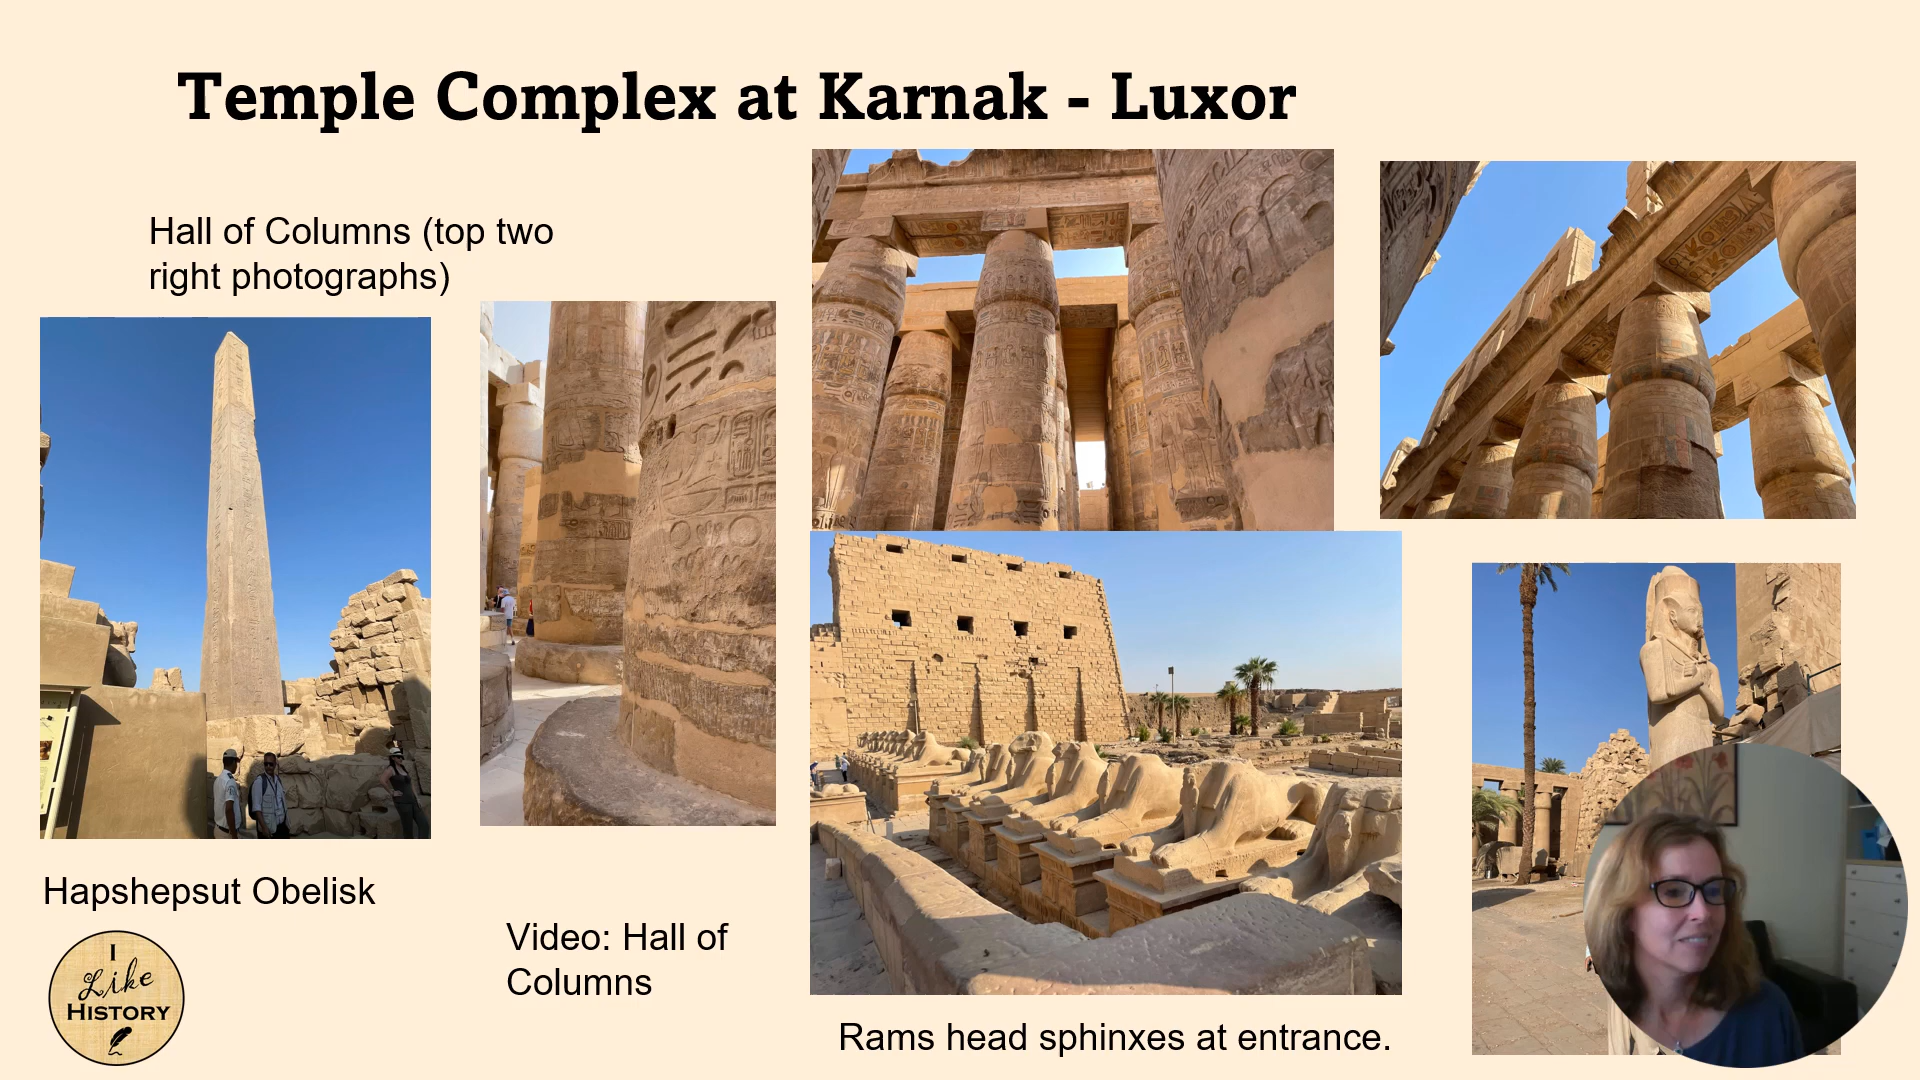 Temple Complex at Karnak - Luxor
Hall of Columns (top two
right photographs)
Hapshepsut Obelisk
Video: Hall of
Columns
Rams head sphinxes at entrance.
I
Like
HISTORY